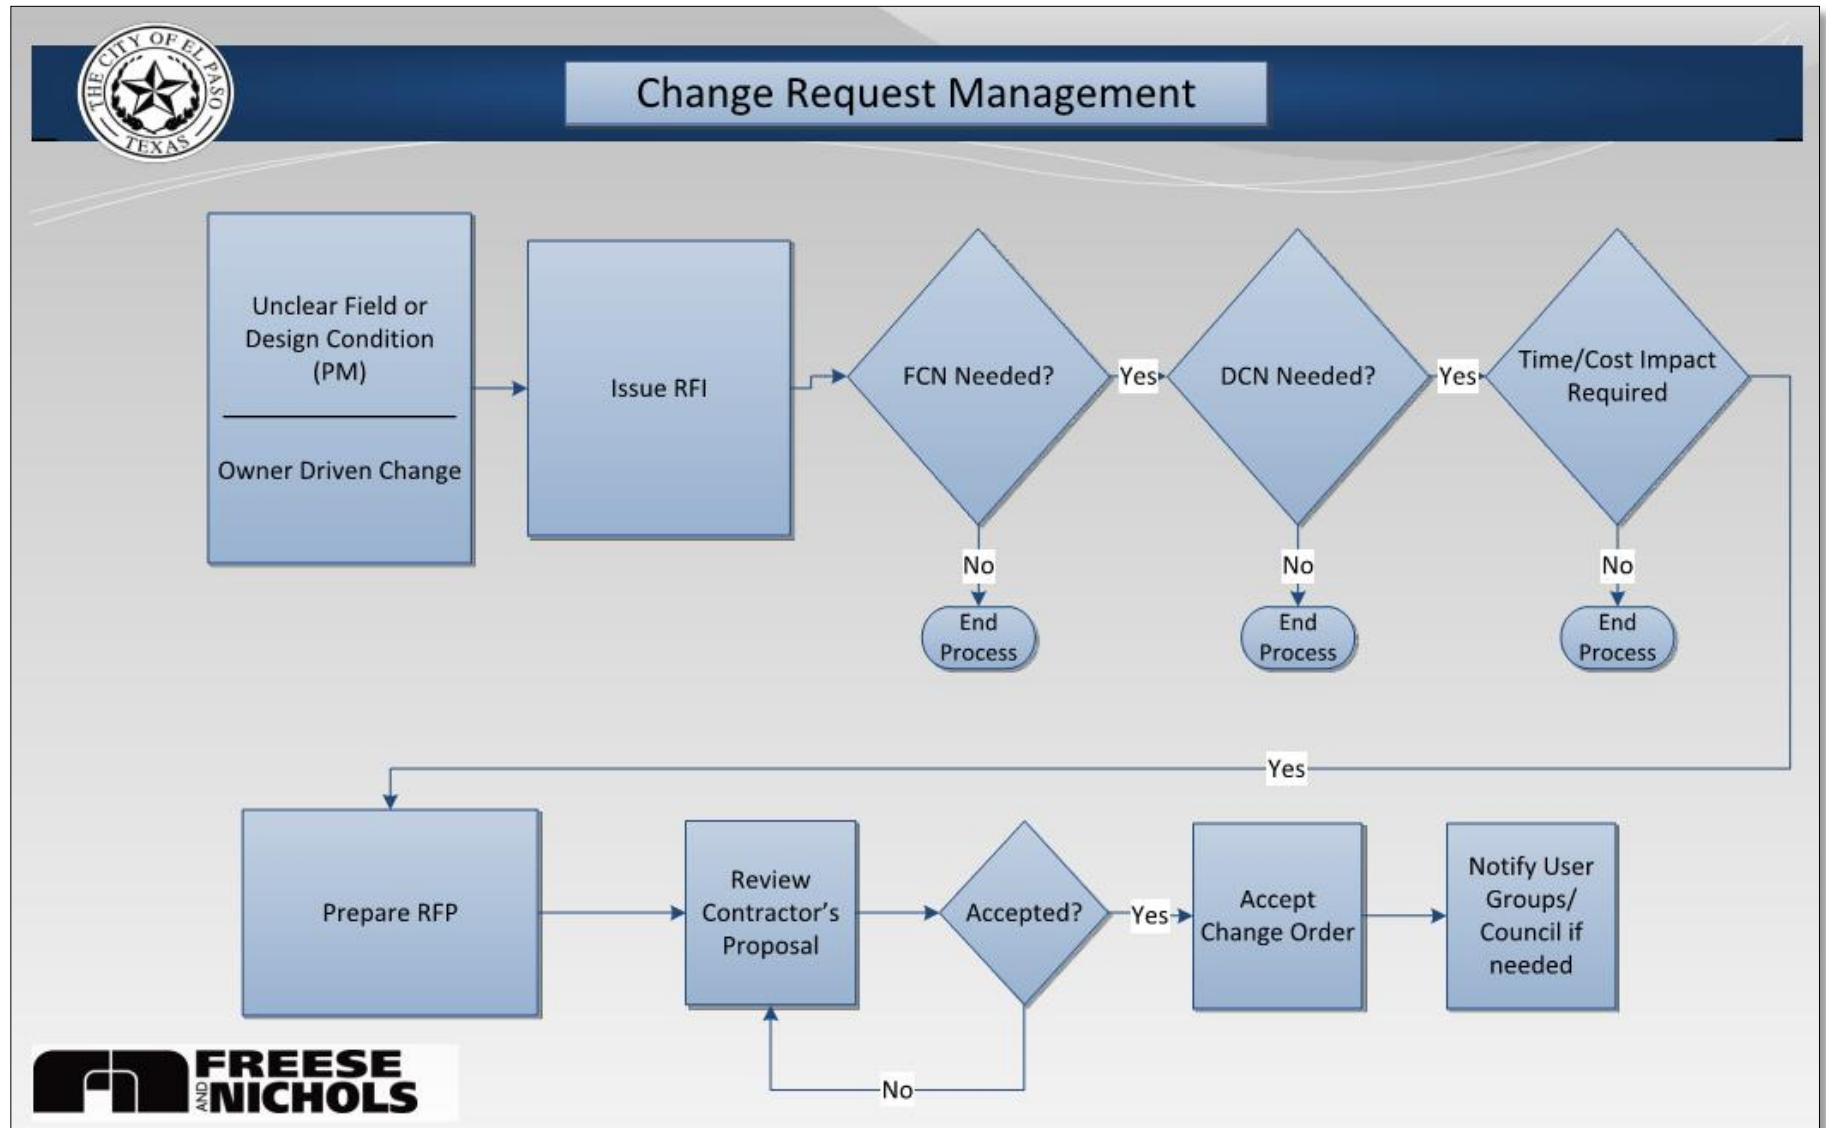 THE CITY OF EL PASO
TEXAS
Change Request Management
Unclear Field or
Design Condition
(PM)
Owner Driven Change
Issue RFI
FCN Needed?
Yes
DCN Needed?
Yes
Time/Cost Impact
Required
No
No
No
End
Process
End
Process
End
Process
Yes
Prepare RFP
Review
Contractor’s
Proposal
Accepted?
Yes
Accept
Change Order
Notify User
Groups/
Council if
needed
No
FREESE
AND
NICHOLS